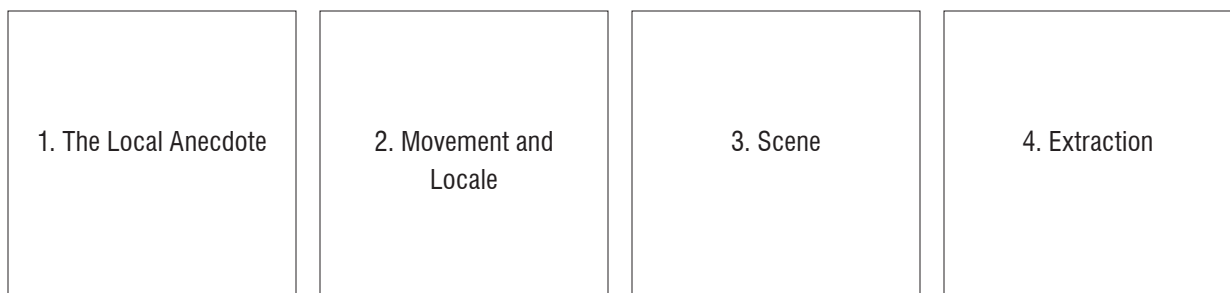 1. The Local Anecdote
2. Movement and
Locale
3. Scene
4. Extraction